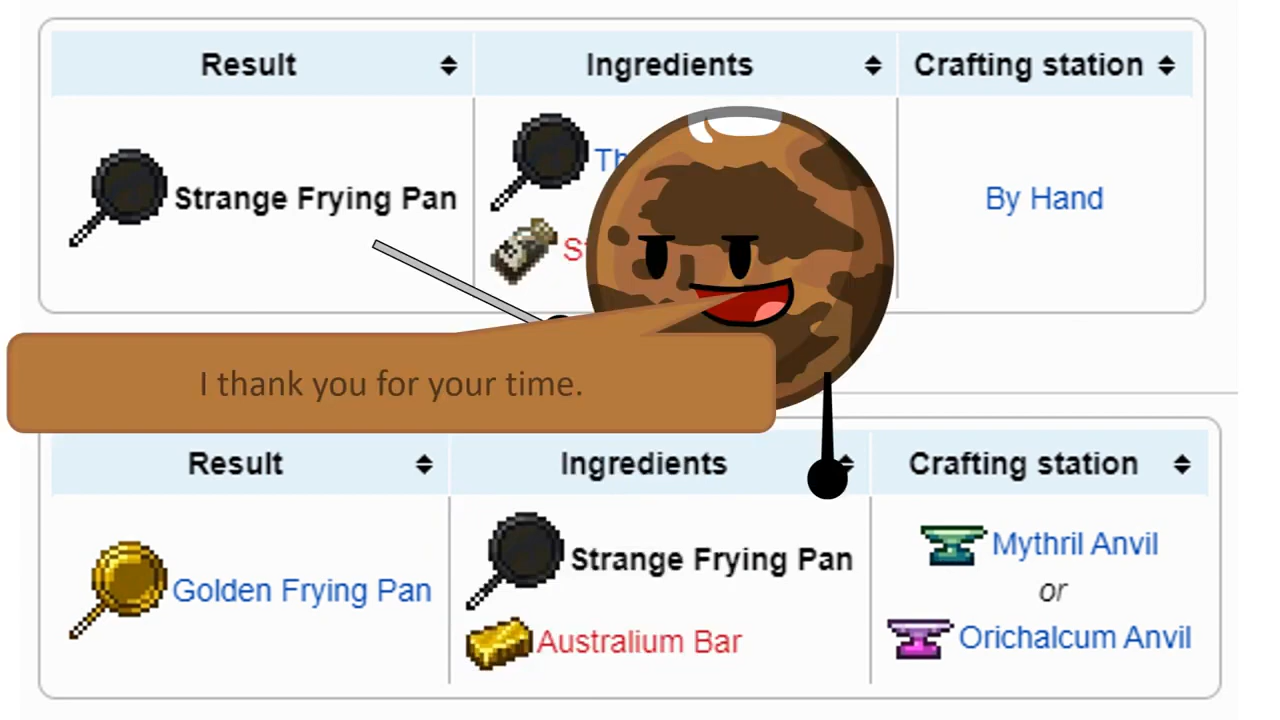 Result Ingredients Crafting station
Strange Frying Pan
By Hand
I thank you for your time.
Result Ingredients Crafting station
Golden Frying Pan
Strange Frying Pan
Australium Bar
Mythril Anvil
or
Orichalcum Anvil